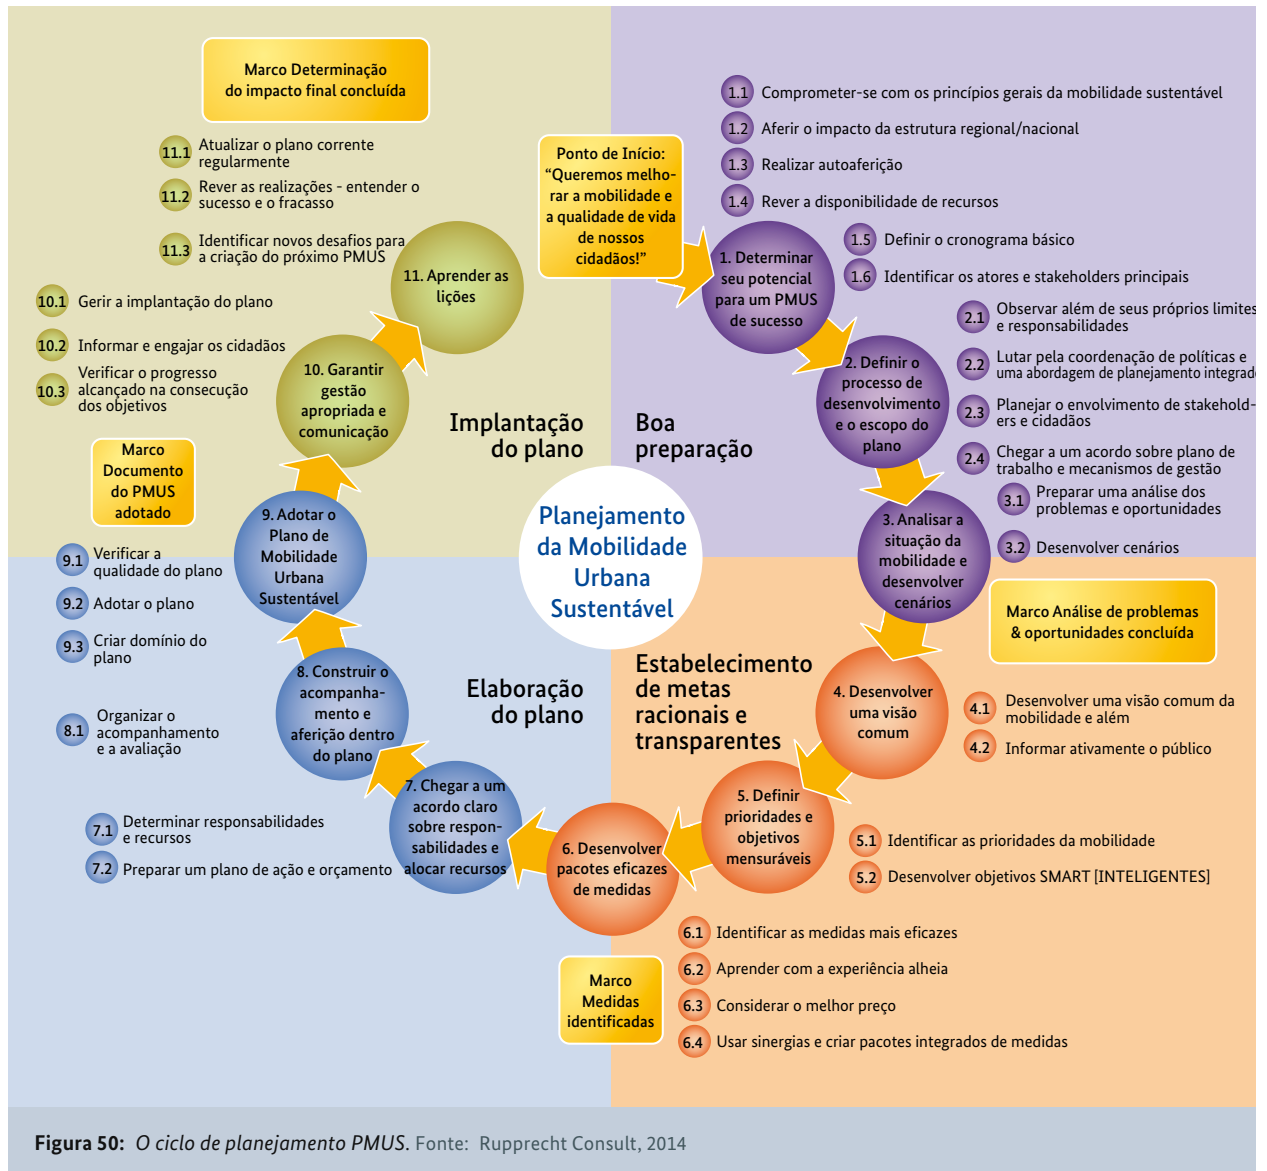 Marco Determinação
do impacto final concluída
11.1 Atualizar o plano corrente
regularmente
11.2 Rever as realizações - entender o
sucesso e o fracasso
11.3 Identificar novos desafios para
a criação do próximo PMUS
11. Aprender as
lições
10.1 Gerir a implantação do plano
10.2 Informar e engajar os cidadãos
10.3 Verificar o progresso
alcançado na consecução
dos objetivos
10. Garantir
gestão
apropriada e
comunicação
Implantação
do plano
Ponto de Início:
“Queremos melho-
rar a mobilidade e
a qualidade de vida
de nossos
cidadãos!”
1.1 Comprometer-se com os princípios gerais da mobilidade sustentável
1.2 Aferir o impacto da estrutura regional/nacional
1.3 Realizar autoaferição
1.4 Rever a disponibilidade de recursos
1.5 Definir o cronograma básico
1.6 Identificar os atores e stakeholders principais
1. Determinar
seu potencial
para um PMUS
de sucesso
2.1 Observar além de seus próprios limites
e responsabilidades
2.2 Lutar pela coordenação de políticas e
uma abordagem de planejamento integrad
2.3 Planejar o envolvimento de stakehold-
ers e cidadãos
2.4 Chegar a um acordo sobre plano de
trabalho e mecanismos de gestão
2. Definir o
processo de
desenvolvimento
e o escopo do
plano
Boa
preparação
3.1 Preparar uma análise dos
problemas e oportunidades
3.2 Desenvolver cenários
3. Analisar a
situação da
mobilidade e
desenvolver
cenários
Marco Análise de problemas
& oportunidades concluída
Planejamento
da Mobilidade
Urbana
Sustentável
Estabelecimento
de metas
racionais e
transparentes
4. Desenvolver
uma visão
comum
4.1 Desenvolver uma visão comum da
mobilidade e além
4.2 Informar ativamente o público
5. Definir
prioridades e
objetivos
mensuráveis
5.1 Identificar as prioridades da mobilidade
5.2 Desenvolver objetivos SMART [INTELIGENTES]
6. Desenvolver
pacotes eficazes
de medidas
6.1 Identificar as medidas mais eficazes
6.2 Aprender com a experiência alheia
6.3 Considerar o melhor preço
6.4 Usar sinergias e criar pacotes integrados de medidas
Marco
Medidas
identificadas
Elaboração
do plano
7. Chegar a um
acordo claro
sobre respon-
sabilidades e
alocar recursos
7.1 Determinar responsabilidades
e recursos
7.2 Preparar um plano de ação e orçamento
8. Construir o
acompanha-
mento e
aferição dentro
do plano
8.1 Organizar o
acompanhamento
e a avaliação
9. Adotar o
Plano de
Mobilidade
Urbana
Sustentável
9.1 Verificar a
qualidade do plano
9.2 Adotar o plano
9.3 Criar domínio do
plano
Marco
Documento
do PMUS
adotado
Figura 50: O ciclo de planejamento PMUS. Fonte: Rupprecht Consult, 2014